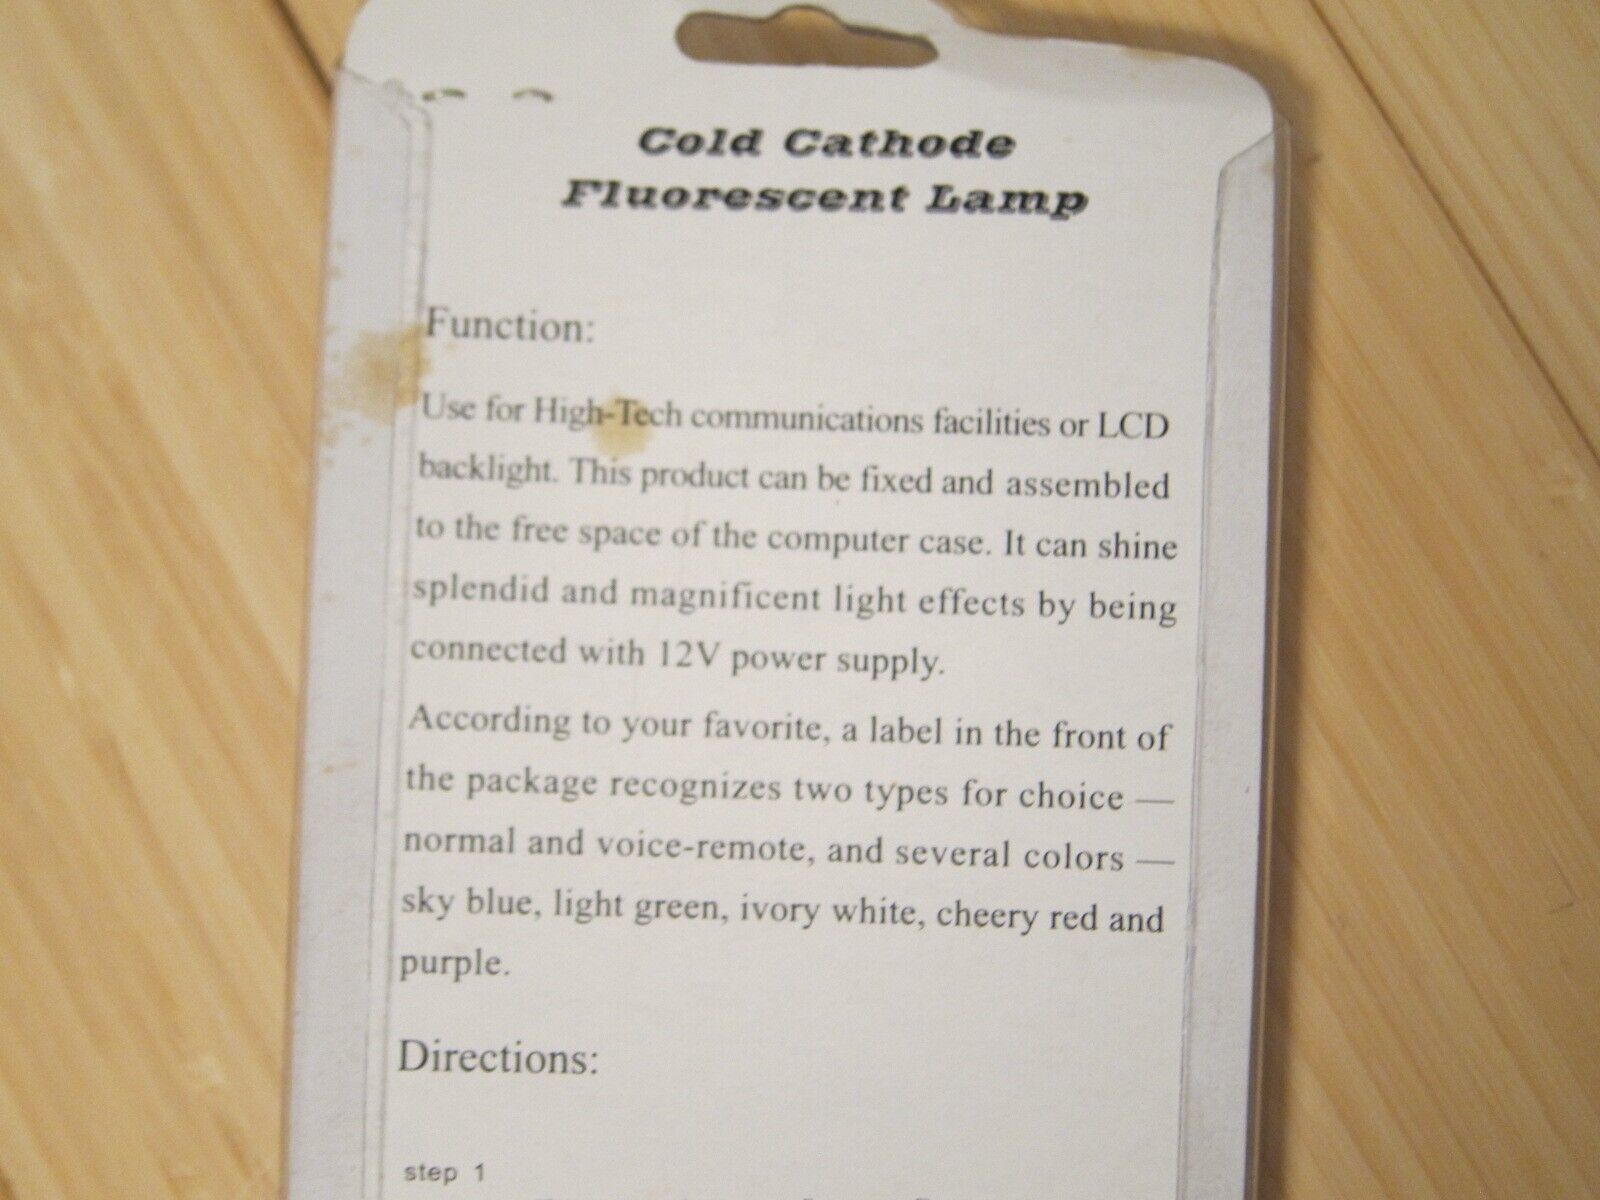 Cold Cathode
Fluorescent Lamp
Function:
Use for High-Tech communications facilities or LCD
backlight. This product can be fixed and assembled
to the free space of the computer case. It can shine
splendid and magnificent light effects by being
connected with 12V power supply.
According to your favorite, a label in the front of
the package recognizes two types for choice —
normal and voice-remote, and several colors —
sky blue, light green, ivory white, cheery red and
purple.
Directions:
step 1